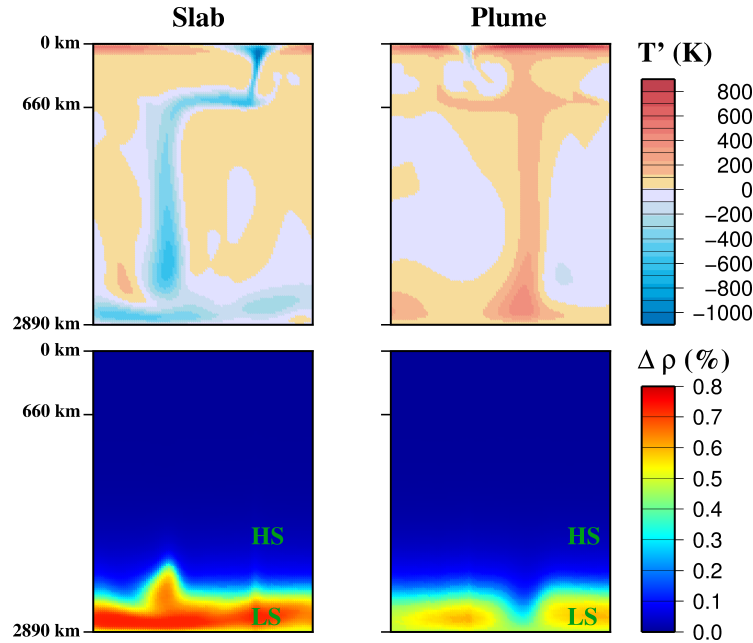 Slab
Plume
0 km
660 km
2890 km
T' (K)
800
600
400
200
0
−200
−400
−600
−800
−1000
0 km
660 km
2890 km
HS
LS
HS
LS
Δ ρ (%)
0.8
0.7
0.6
0.5
0.4
0.3
0.2
0.1
0.0